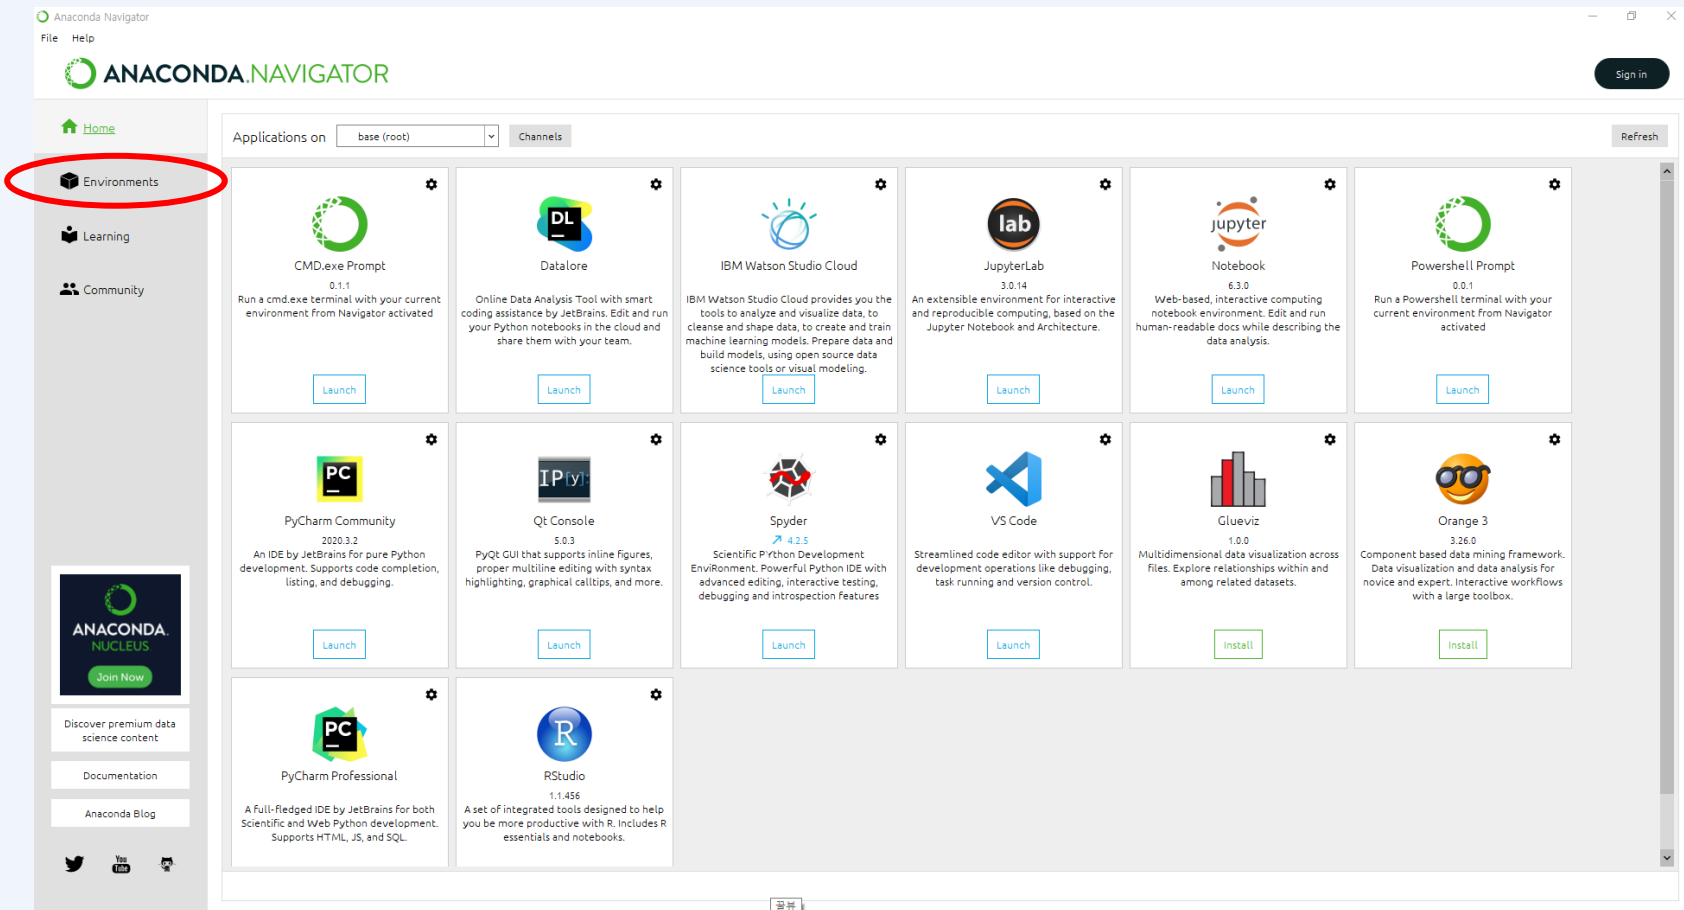 Anaconda Navigator
File Help
ANACONDA.NAVIGATOR
Sign in
Home
Environments
Learning
Community
Applications on base (root) Channels
Refresh
CMD.exe Prompt
0.1.1
Run a cmd.exe terminal with your current
environment from Navigator activated
Launch
DL
Datalore
Online Data Analysis Tool with smart
coding assistance by JetBrains. Edit and run
your Python notebooks in the cloud and
share them with your team.
Launch
IBM Watson Studio Cloud
IBM Watson Studio Cloud provides you the
tools to analyze and visualize data, to
cleanse and shape data, to create and train
machine learning models. Prepare data and
build models, using open source data
science tools or visual modeling.
Launch
lab
JupyterLab
3.0.14
An extensible environment for interactive
and reproducible computing, based on the
Jupyter Notebook and Architecture.
Launch
jupyter
Notebook
6.3.0
Web-based, interactive computing
notebook environment. Edit and run
human-readable docs while describing the
data analysis.
Launch
Powershell Prompt
0.0.1
Run a Powershell terminal with your
current environment from Navigator
activated
Launch
PC
PyCharm Community
2020.3.2
An IDE by JetBrains for pure Python
development. Supports code completion,
listing, and debugging.
Launch
IP[y]:
Qt Console
5.0.3
PyQt GUI that supports inline figures,
proper multiline editing with syntax
highlighting, graphical calltips, and more.
Launch
Spyder
4.2.5
Scientific PYthon Development
EnviRonment. Powerful Python IDE with
advanced editing, interactive testing,
debugging and introspection features
Launch
VS Code
Streamlined code editor with support for
development operations like debugging,
task running and version control.
Launch
Glueviz
1.0.0
Multidimensional data visualization across
files. Explore relationships within and
among related datasets.
Install
Orange 3
3.26.0
Component based data mining framework.
Data visualization and data analysis for
novice and expert. Interactive workflows
with a large toolbox.
Install
PC
PyCharm Professional
A full-fledged IDE by JetBrains for both
Scientific and Web Python development.
Supports HTML, JS, and SQL.
R
RStudio
1.1.456
A set of integrated tools designed to help
you be more productive with R. Includes R
essentials and notebooks.
ANACONDA.
NUCLEUS
Join Now
Discover premium data
science content
Documentation
Anaconda Blog
You
Tube
꿀뷰